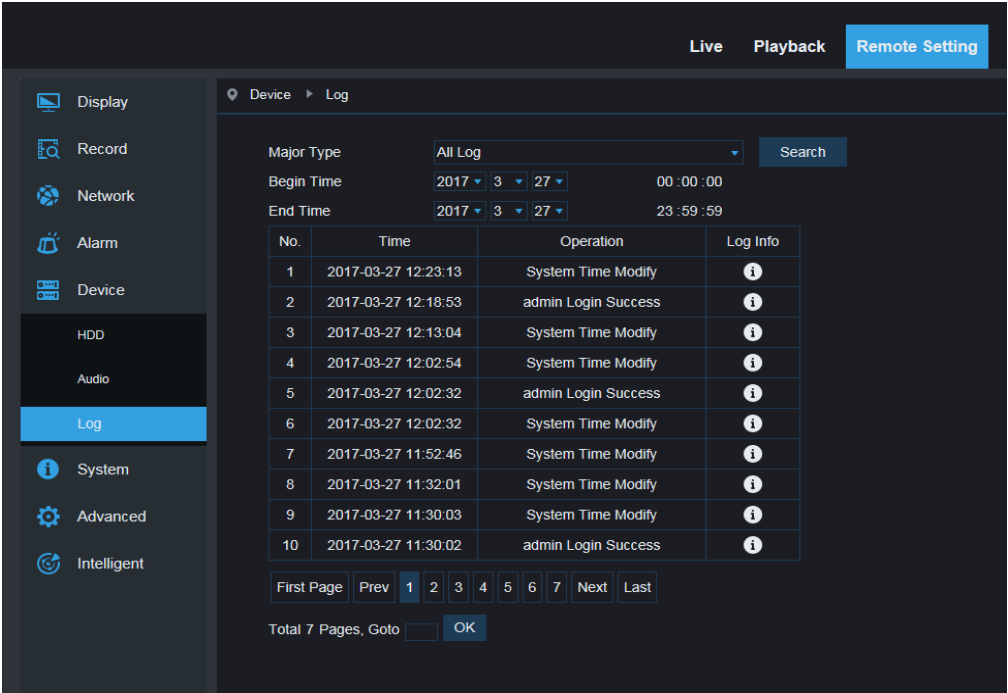 Live Playback Remote Setting
Display
Record
Network
Alarm
Device
HDD
Audio
Log
System
Advanced
Intelligent
Device Log
Major Type All Log Search
Begin Time 2017 3 27 00:00:00
End Time 2017 3 27 23:59:59
No. Time Operation Log Info
1 2017-03-27 12:23:13 System Time Modify
2 2017-03-27 12:18:53 admin Login Success
3 2017-03-27 12:13:04 System Time Modify
4 2017-03-27 12:02:54 System Time Modify
5 2017-03-27 12:02:32 admin Login Success
6 2017-03-27 12:02:32 System Time Modify
7 2017-03-27 11:52:46 System Time Modify
8 2017-03-27 11:32:01 System Time Modify
9 2017-03-27 11:30:03 System Time Modify
10 2017-03-27 11:30:02 admin Login Success
First Page Prev 1 2 3 4 5 6 7 Next Last
Total 7 Pages, Goto OK